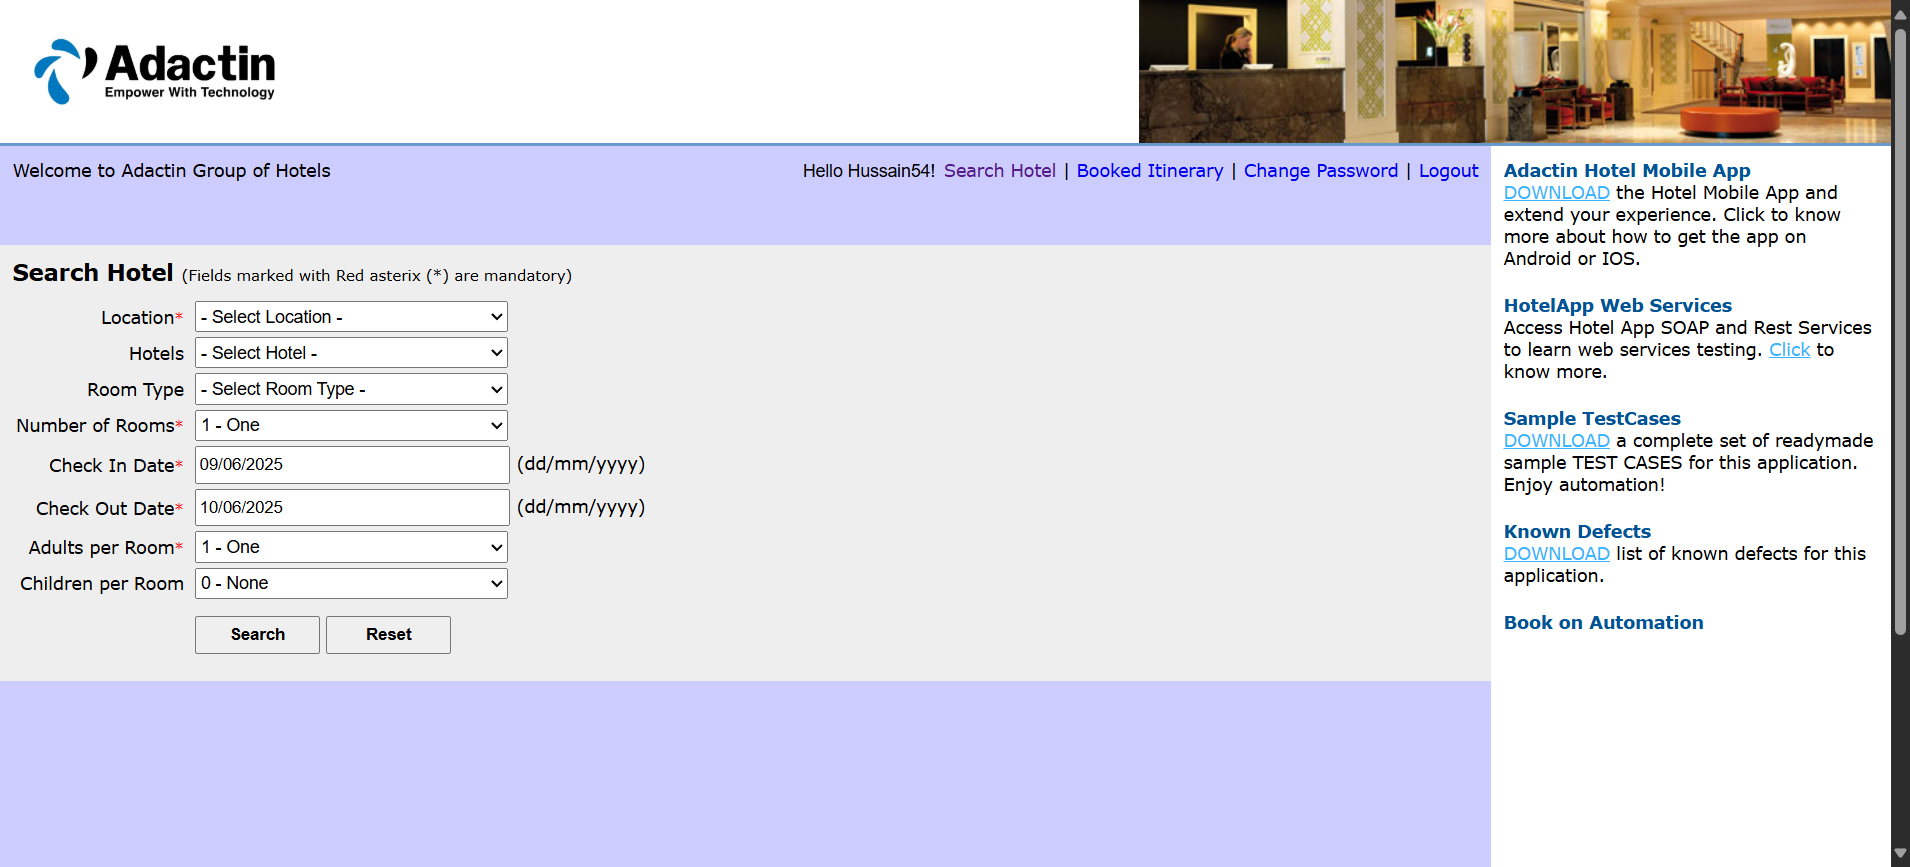 Adactin
Empower With Technology
Welcome to Adactin Group of Hotels
Hello Hussain54! Search Hotel | Booked Itinerary | Change Password | Logout
Search Hotel (Fields marked with Red asterix (*) are mandatory)
Location* - Select Location -
Hotels - Select Hotel -
Room Type - Select Room Type -
Number of Rooms* 1 - One
Check In Date* 09/06/2025 (dd/mm/yyyy)
Check Out Date* 10/06/2025 (dd/mm/yyyy)
Adults per Room* 1 - One
Children per Room 0 - None
Search Reset
Adactin Hotel Mobile App
DOWNLOAD the Hotel Mobile App and
extend your experience. Click to know
more about how to get the app on
Android or IOS.
HotelApp Web Services
Access Hotel App SOAP and Rest Services
to learn web services testing. Click to
know more.
Sample TestCases
DOWNLOAD a complete set of readymade
sample TEST CASES for this application.
Enjoy automation!
Known Defects
DOWNLOAD list of known defects for this
application.
Book on Automation